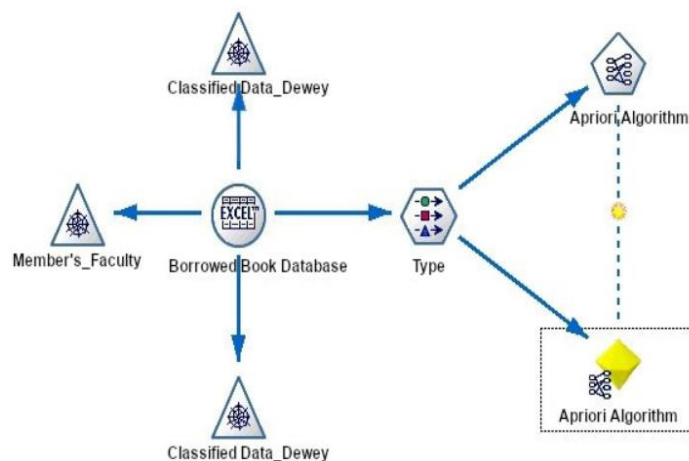 Classified Data_Dewey
Apriori Algorithm
EXCEL
Member's_Faculty
Borrowed Book Database
Type
Apriori Algorithm
Classified Data_Dewey